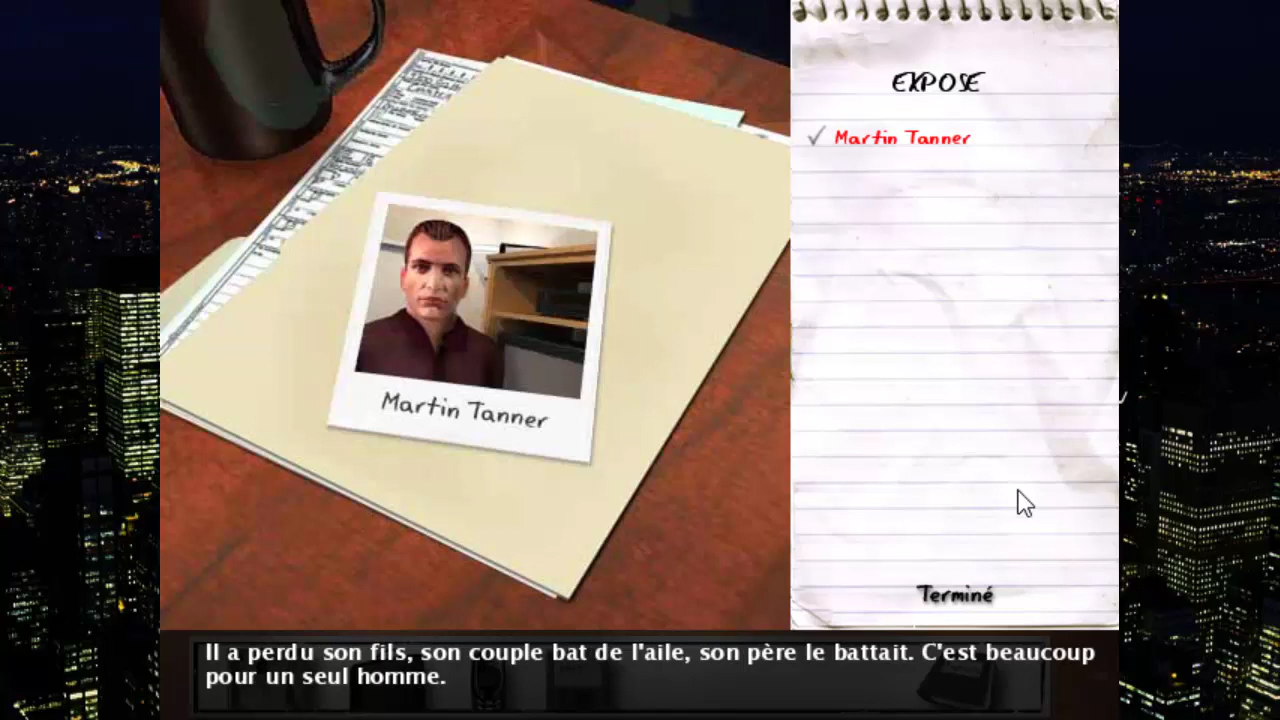 EXPOSE
Martin Tanner
Martin Tanner
Terminé
Il a perdu son fils, son couple bat de l'aile, son père le battait. C'est beaucoup
pour un seul homme.